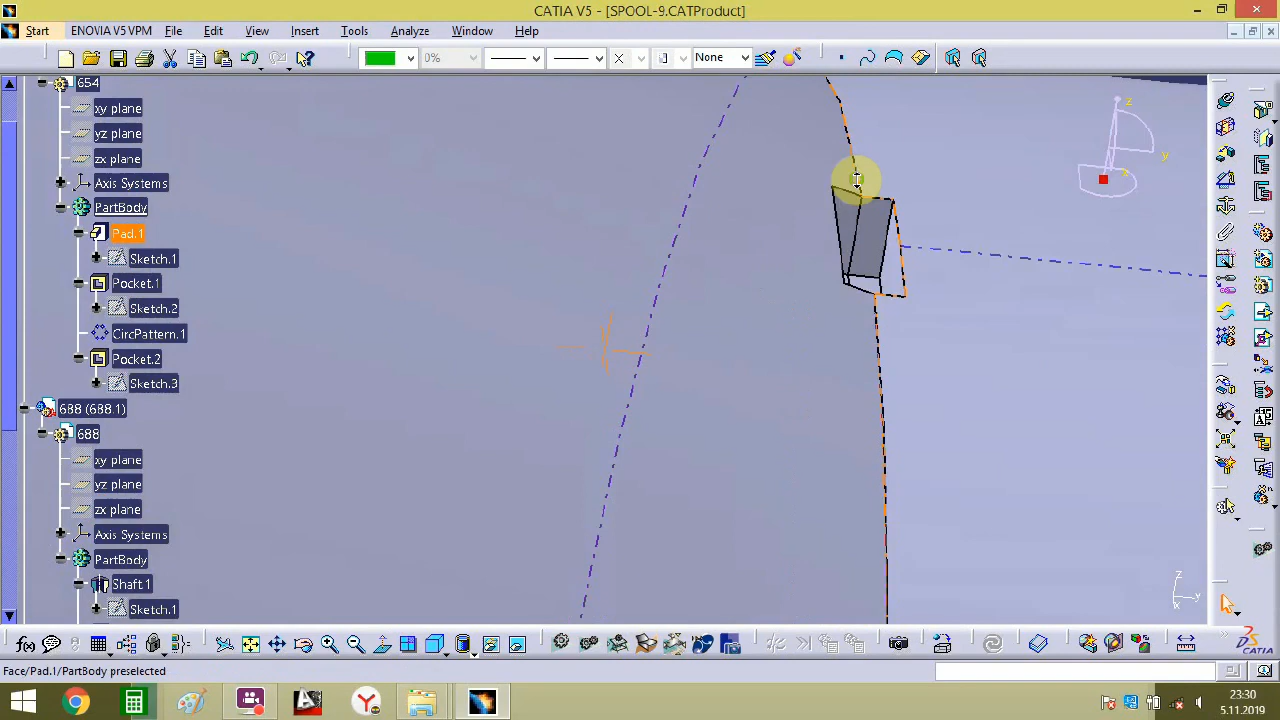 CATIA V5 - [SPOOL-9.CATProduct]
Start ENOVIA V5 VPM File Edit View Insert Tools Analyze Window Help
0% None
654
xy plane
yz plane
zx plane
Axis Systems
PartBody
Pad.1
Sketch.1
Pocket.1
Sketch.2
CircPattern.1
Pocket.2
Sketch.3
688 (688.1)
688
xy plane
yz plane
zx plane
Axis Systems
PartBody
Shaft.1
Sketch.1
z
y
z
y
x
CATIA
Face/Pad.1/PartBody preselected
23:30
5.11.2019